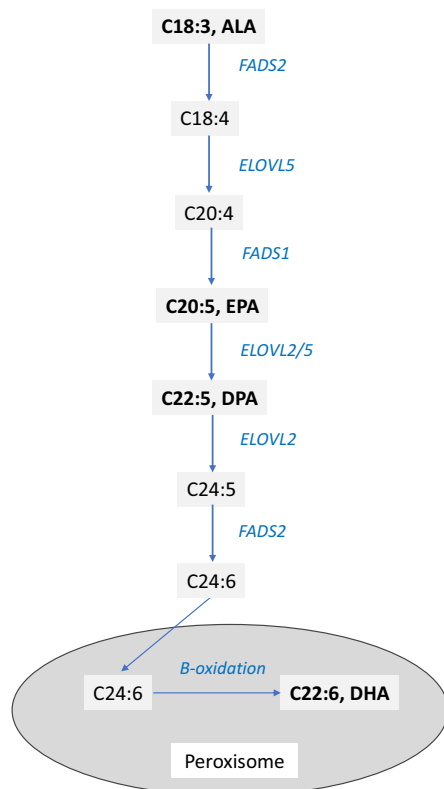 C18:3, ALA
FADS2
C18:4
ELOVL5
C20:4
FADS1
C20:5, EPA
ELOVL2/5
C22:5, DPA
ELOVL2
C24:5
FADS2
C24:6
B-oxidation
C24:6
C22:6, DHA
Peroxisome